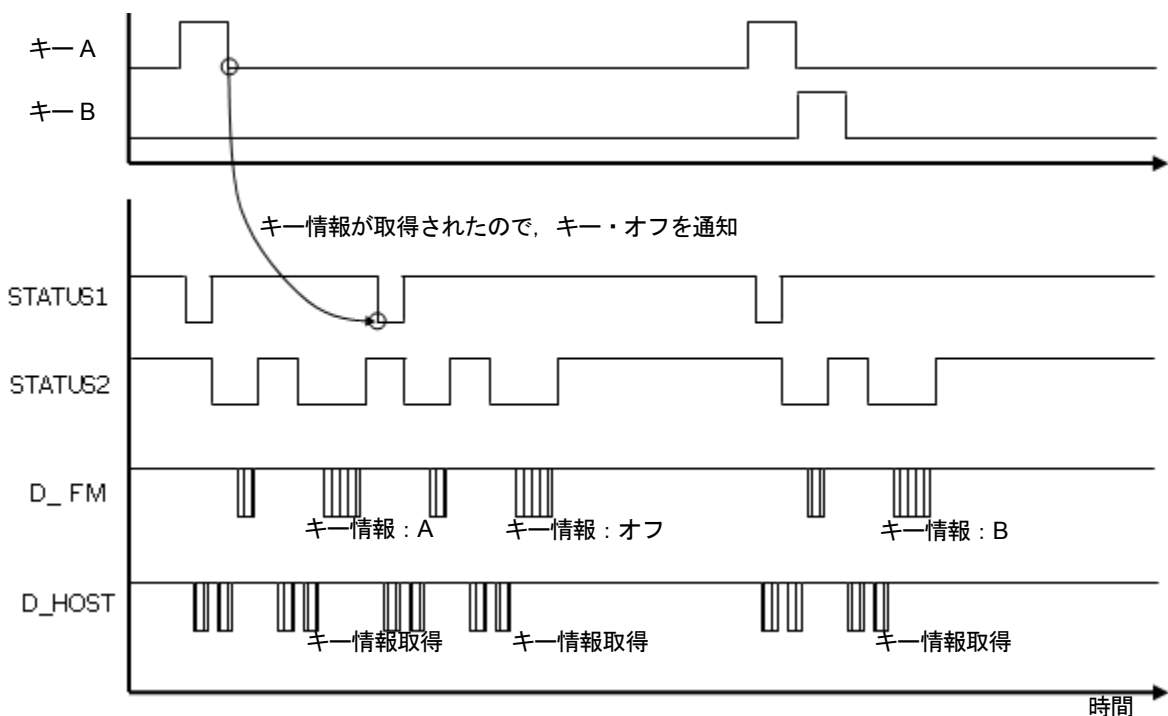 キー A
キー B
キー情報が取得されたので，キー・オフを通知
STATUS1
STATUS2
D_ FM
キー情報：A
キー情報：オフ
キー情報：B
D_HOST
キー情報取得
キー情報取得
キー情報取得
時間